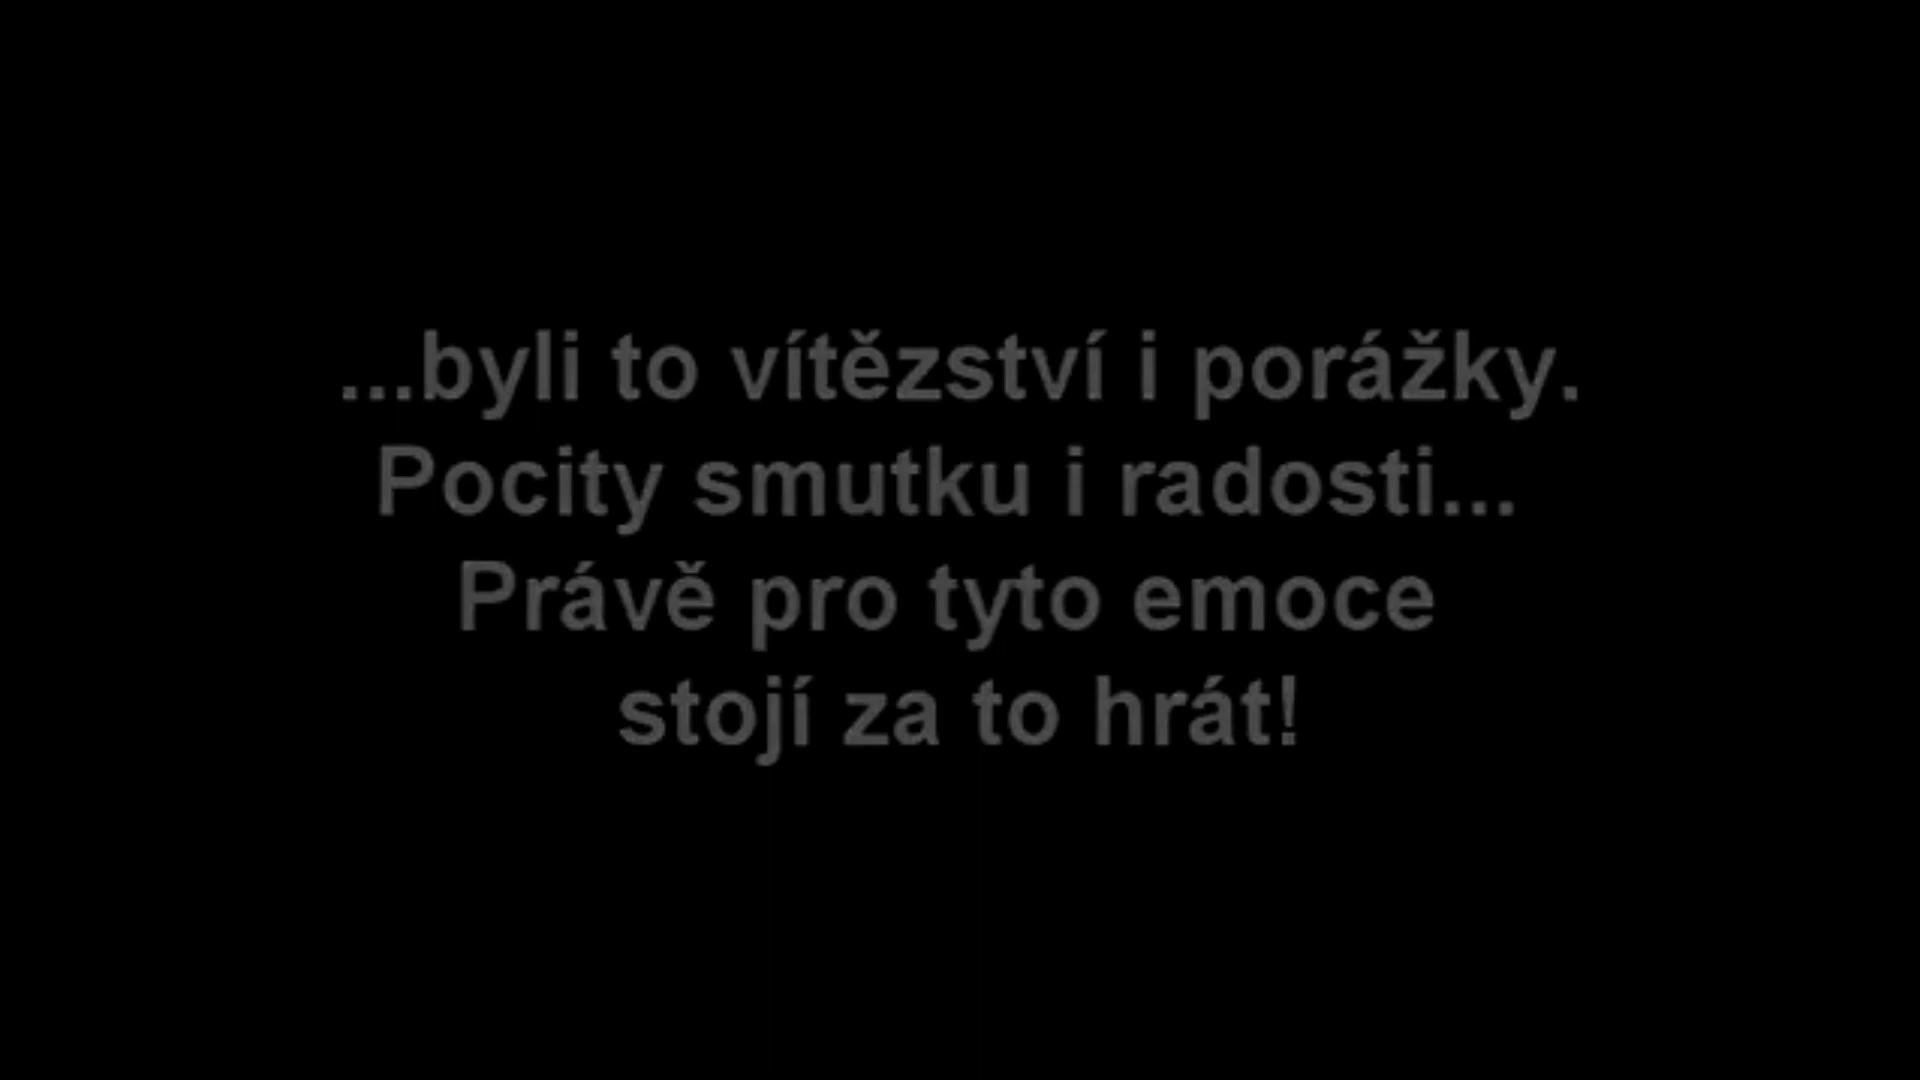 ...byli to vítězství i porážky.
Pocity smutku i radosti...
Právě pro tyto emoce
stojí za to hrát!